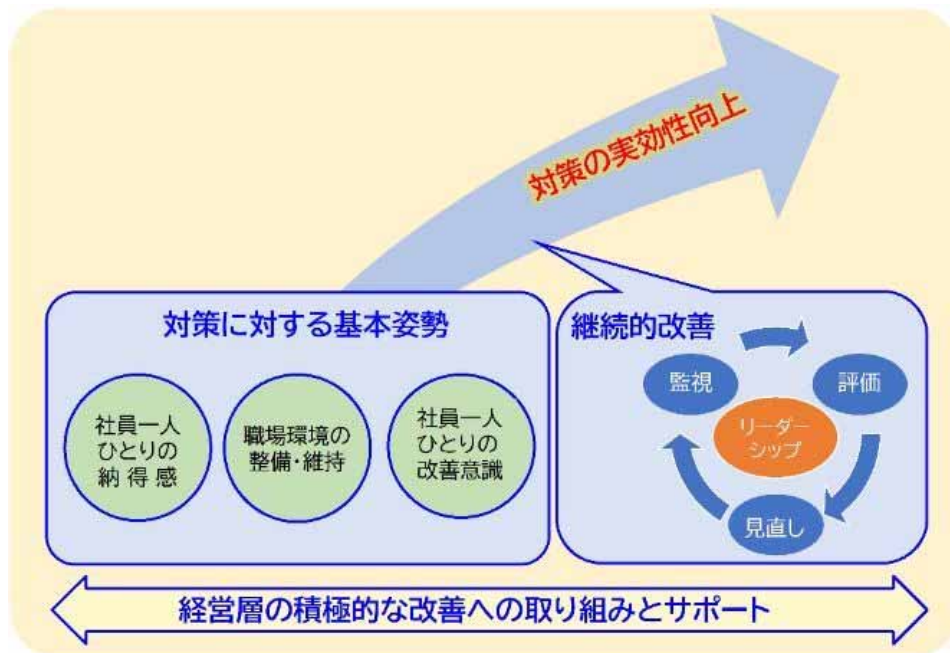 対策の実効性向上
対策に対する基本姿勢
社員一人
ひとりの
納得感
職場環境の
整備・維持
社員一人
ひとりの
改善意識
継続的改善
監視
評価
リーダー
シップ
見直し
経営層の積極的な改善への取り組みとサポート